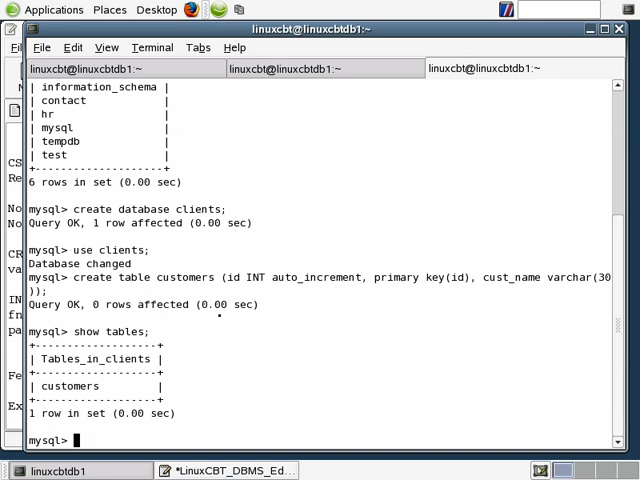 Applications Places Desktop
linuxcbt@linuxcbtdb1:~
File Edit View Terminal Tabs Help
linuxcbt@linuxcbtdb1:~ linuxcbt@linuxcbtdb1:~ linuxcbt@linuxcbtdb1:~
| information_schema |
| contact |
| hr |
| mysql |
| tempdb |
| test |
+--------------------+
6 rows in set (0.00 sec)
mysql> create database clients;
Query OK, 1 row affected (0.00 sec)
mysql> use clients;
Database changed
mysql> create table customers (id INT auto_increment, primary key(id), cust_name varchar(30
));
Query OK, 0 rows affected (0.00 sec)
mysql> show tables;
+-------------------+
| Tables_in_clients |
+-------------------+
| customers |
+-------------------+
1 row in set (0.00 sec)
mysql>
linuxcbtdb1 *LinuxCBT_DBMS_Ed...